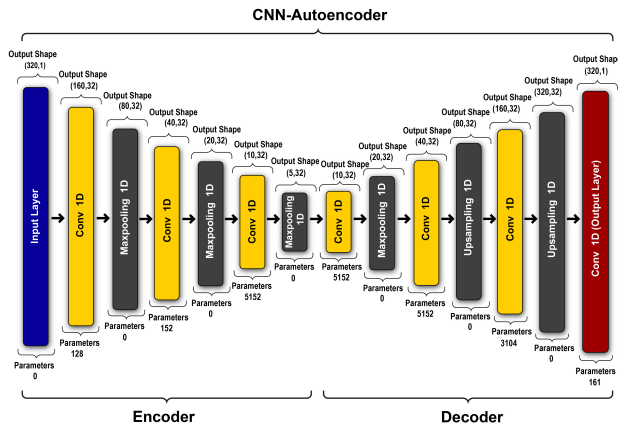 CNN-Autoencoder
Output Shape
(320,1)
Input Layer
Parameters
0
Output Shape
(160,32)
Conv 1D
Parameters
128
Output Shape
(80,32)
Maxpooling 1D
Parameters
0
Output Shape
(40,32)
Conv 1D
Parameters
152
Output Shape
(20,32)
Maxpooling 1D
Parameters
0
Output Shape
(10,32)
Conv 1D
Parameters
5152
Output Shape
(5,32)
Maxpooling
1D
Parameters
0
Output Shape
(10,32)
Conv 1D
Parameters
5152
Output Shape
(20,32)
Maxpooling 1D
Parameters
0
Output Shape
(40,32)
Conv 1D
Parameters
5152
Output Shape
(80,32)
Upsampling 1D
Parameters
0
Output Shape
(160,32)
Conv 1D
Parameters
3104
Output Shape
(320,32)
Upsampling 1D
Parameters
0
Output Shape
(320,1)
Conv 1D (Output Layer)
Parameters
161
Encoder
Decoder